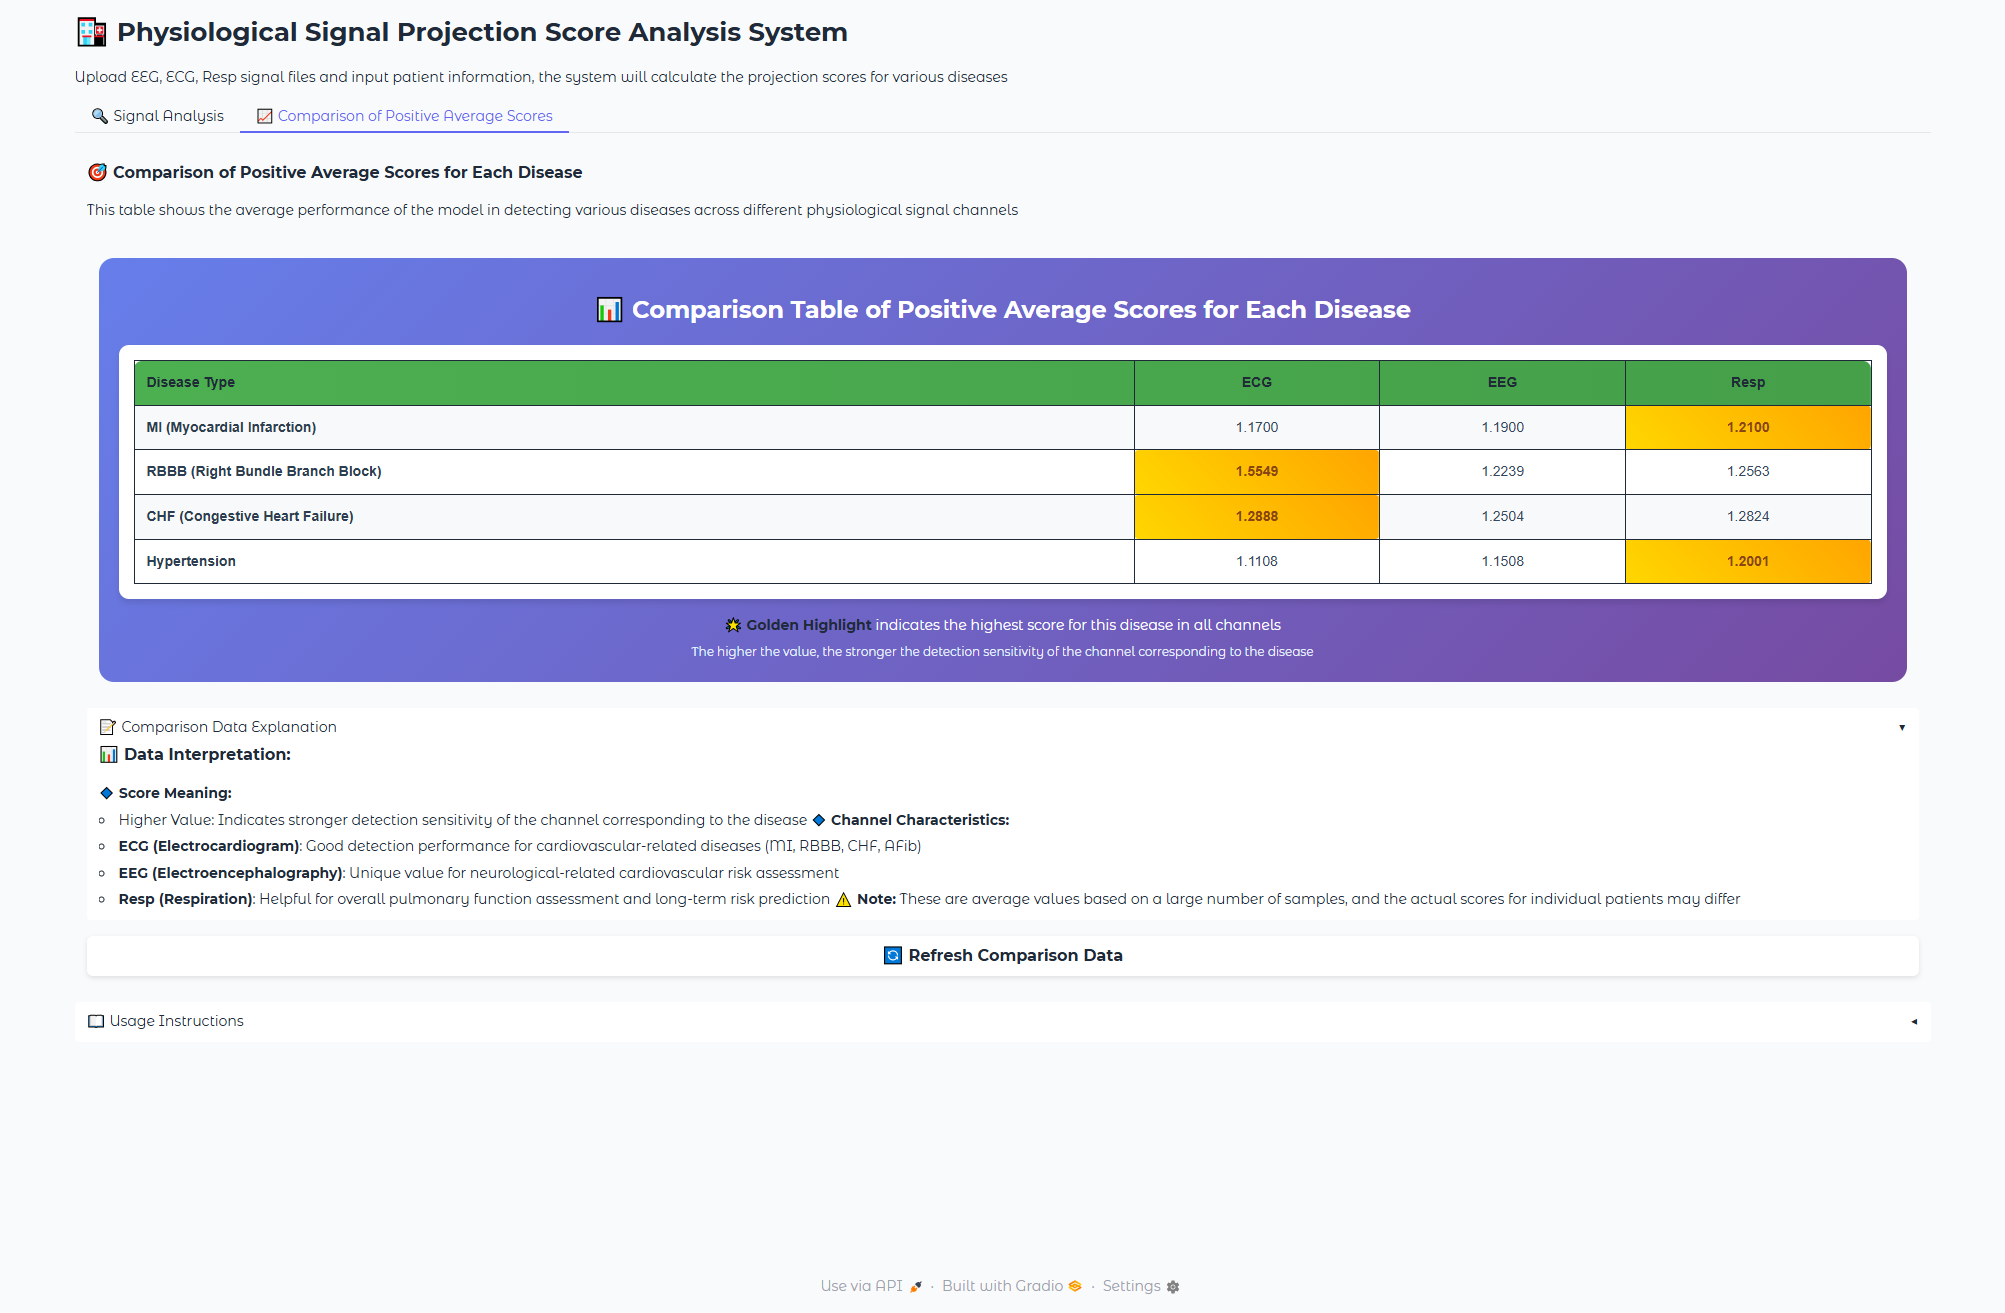 Physiological Signal Projection Score Analysis System
Upload EEG, ECG, Resp signal files and input patient information, the system will calculate the projection scores for various diseases
Signal Analysis
Comparison of Positive Average Scores
Comparison of Positive Average Scores for Each Disease
This table shows the average performance of the model in detecting various diseases across different physiological signal channels
Comparison Table of Positive Average Scores for Each Disease
Disease Type ECG EEG Resp
MI (Myocardial Infarction) 1.1700 1.1900 1.2100
RBBB (Right Bundle Branch Block) 1.5549 1.2239 1.2563
CHF (Congestive Heart Failure) 1.2888 1.2504 1.2824
Hypertension 1.1108 1.1508 1.2001
Golden Highlight indicates the highest score for this disease in all channels
The higher the value, the stronger the detection sensitivity of the channel corresponding to the disease
Comparison Data Explanation
Data Interpretation:
Score Meaning:
Higher Value: Indicates stronger detection sensitivity of the channel corresponding to the disease Channel Characteristics:
ECG (Electrocardiogram): Good detection performance for cardiovascular-related diseases (MI, RBBB, CHF, AFib)
EEG (Electroencephalography): Unique value for neurological-related cardiovascular risk assessment
Resp (Respiration): Helpful for overall pulmonary function assessment and long-term risk prediction Note: These are average values based on a large number of samples, and the actual scores for individual patients may differ
Refresh Comparison Data
Usage Instructions
Use via API · Built with Gradio · Settings